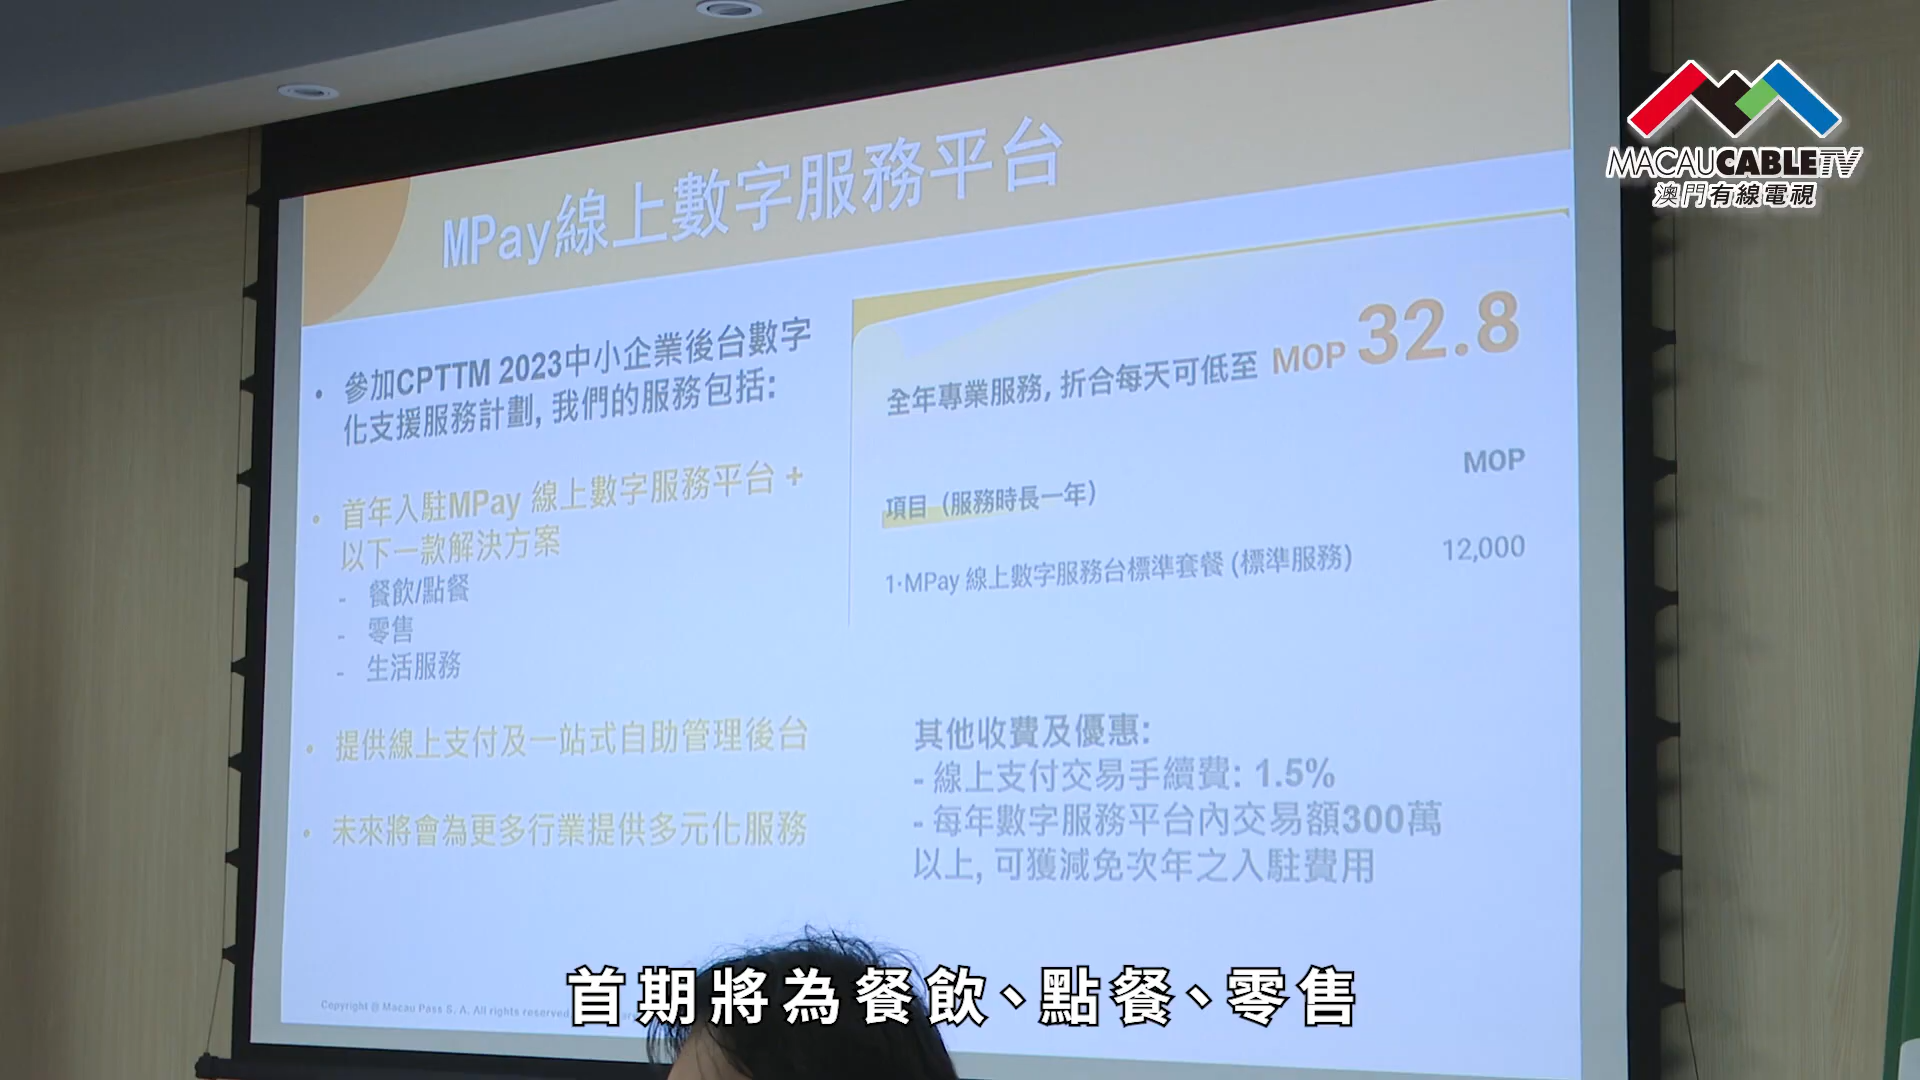 MACAUCABLETV
澳門有線電視
MPay線上數字服務平台
• 參加CPTTM 2023中小企業後台數字
化支援服務計劃, 我們的服務包括:
• 首年入駐MPay 線上數字服務平台 +
以下一款解決方案
- 餐飲/點餐
- 零售
- 生活服務
• 提供線上支付及一站式自助管理後台
• 未來將會為更多行業提供多元化服務
全年專業服務, 折合每天可低至 MOP 32.8
MOP
項目（服務時長一年）
1·MPay 線上數字服務台標準套餐 (標準服務) 12,000
其他收費及優惠:
- 線上支付交易手續費: 1.5%
- 每年數字服務平台內交易額300萬
以上, 可獲減免次年之入駐費用
Copyright @ Macau Pass S. A. All rights reserved
首期將為餐飲、點餐、零售